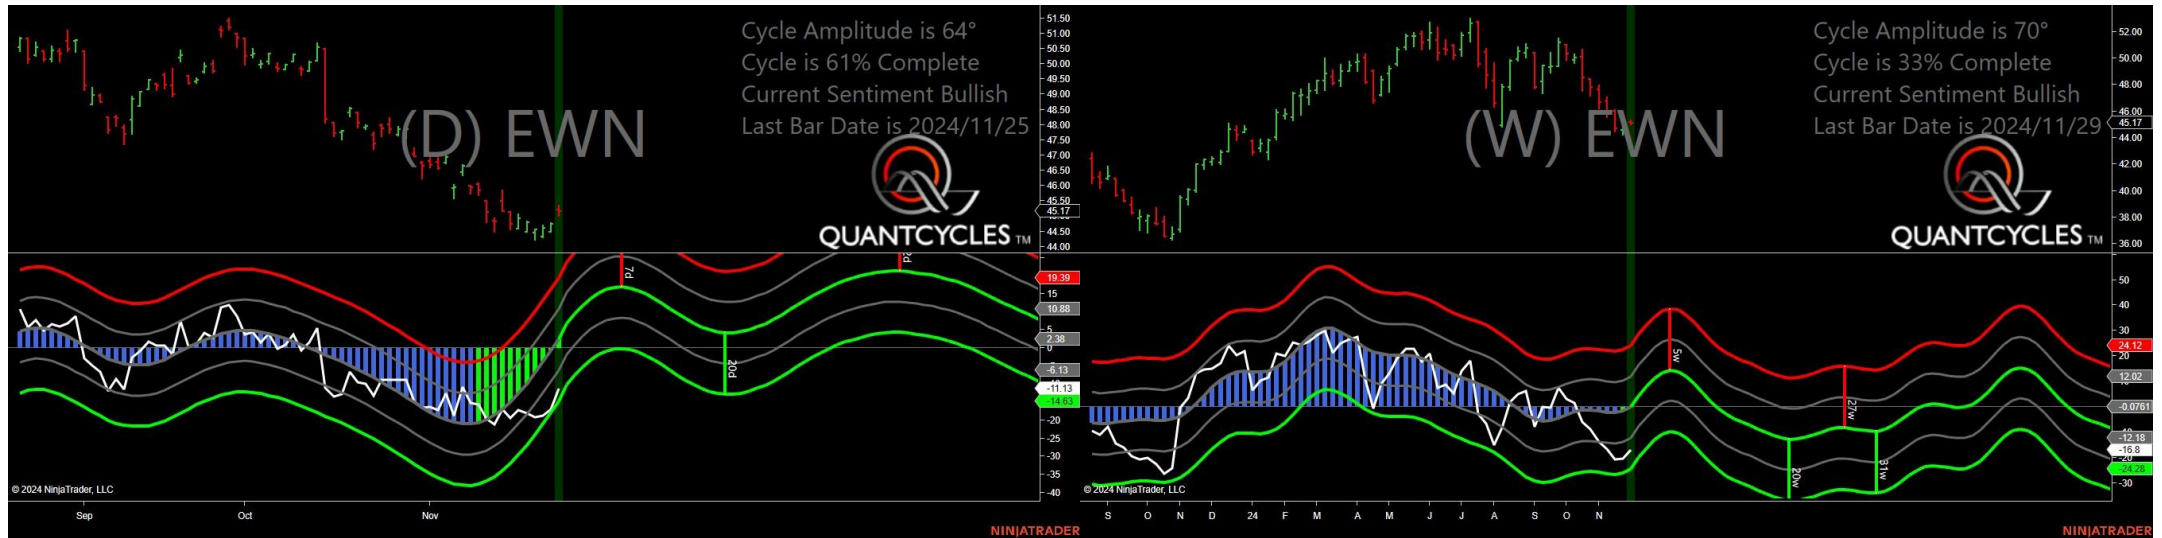 Cycle Amplitude is 64°
Cycle is 61% Complete
Current Sentiment Bullish
Last Bar Date is 2024/11/25
(D) EWN
QUANTCYCLES TM
51.50
51.00
50.50
50.00
49.50
49.00
48.50
48.00
47.50
47.00
46.50
46.00
45.50
45.17
44.50
44.00
7d
2d
20d
19.39
15
10.88
5
2.38
0
-6.13
-11.13
-14.63
-20
-25
-30
-35
-40
© 2024 NinjaTrader, LLC
Sep Oct Nov
NINJATRADER
Cycle Amplitude is 70°
Cycle is 33% Complete
Current Sentiment Bullish
Last Bar Date is 2024/11/29
(W) EWN
QUANTCYCLES TM
52.00
50.00
48.00
46.00
45.17
44.00
42.00
40.00
38.00
36.00
5w
27w
20w
31w
50
40
30
24.12
20
12.02
-0.0761
-12.18
-16.8
-20
-24.28
-30
© 2024 NinjaTrader, LLC
S O N D 24 F M A M J J A S O N
NINJATRADER